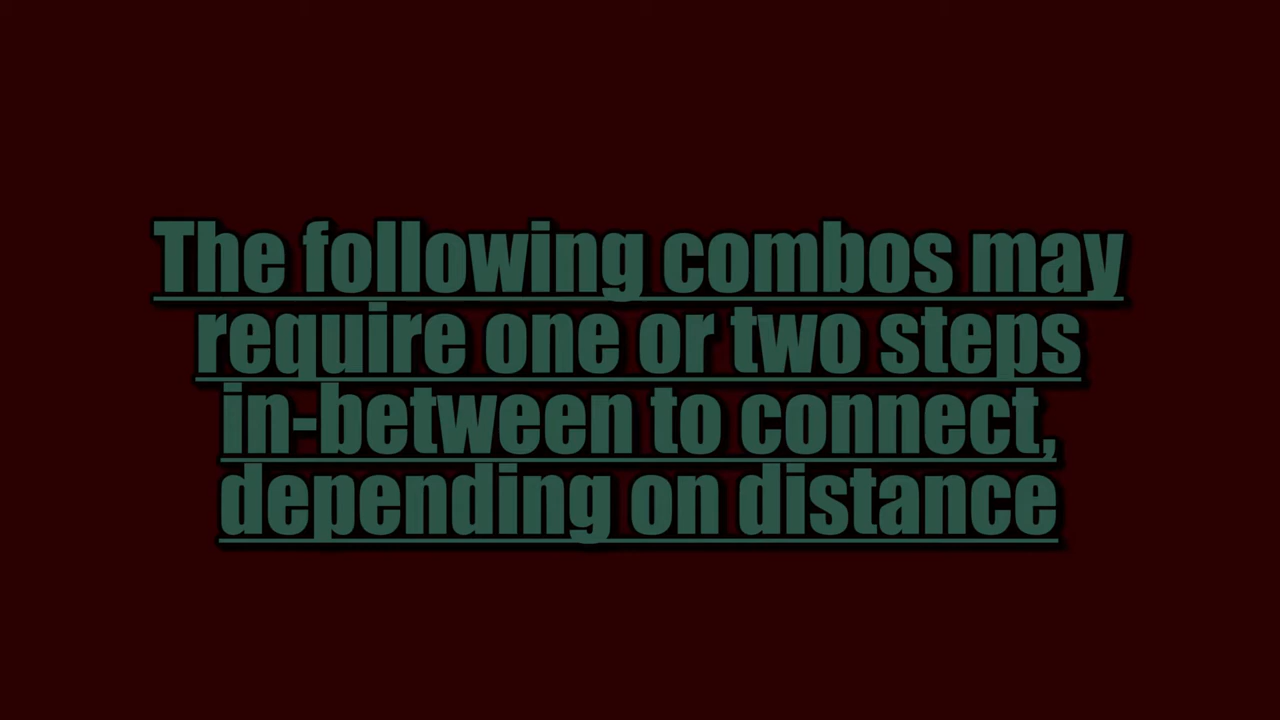 The following combos may
require one or two steps
in-between to connect,
depending on distance